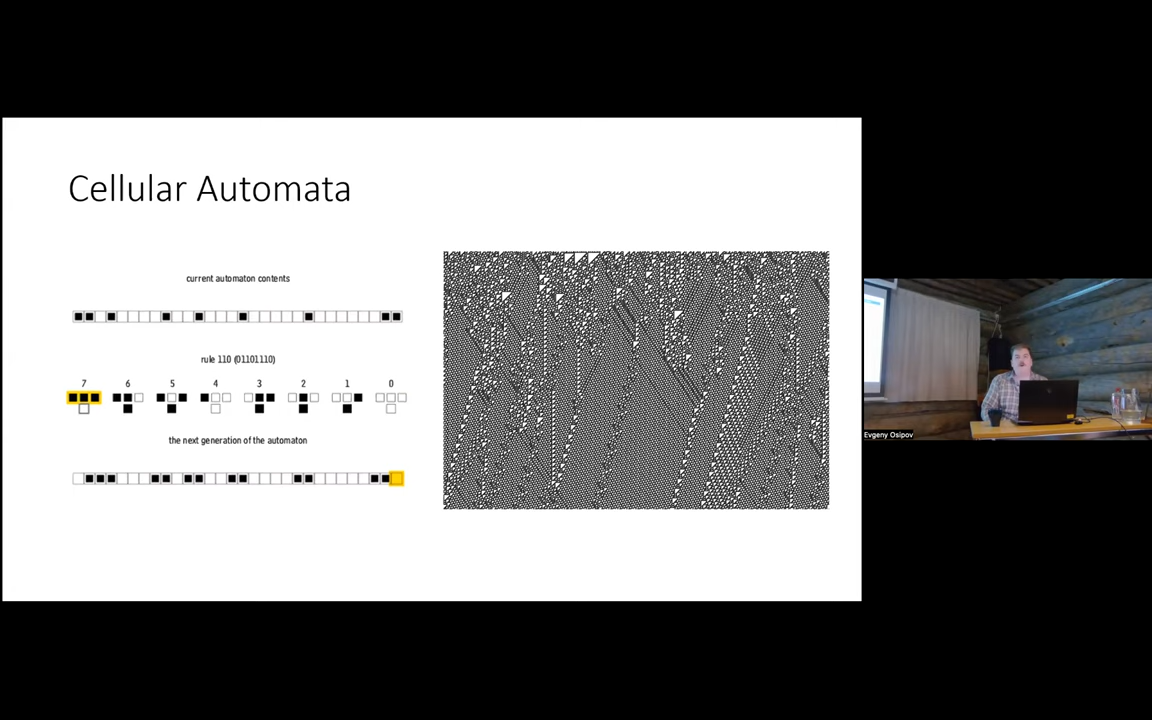 Cellular Automata
current automaton contents
rule 110 (01101110)
7 6 5 4 3 2 1 0
the next generation of the automaton
Evgeny Osipov